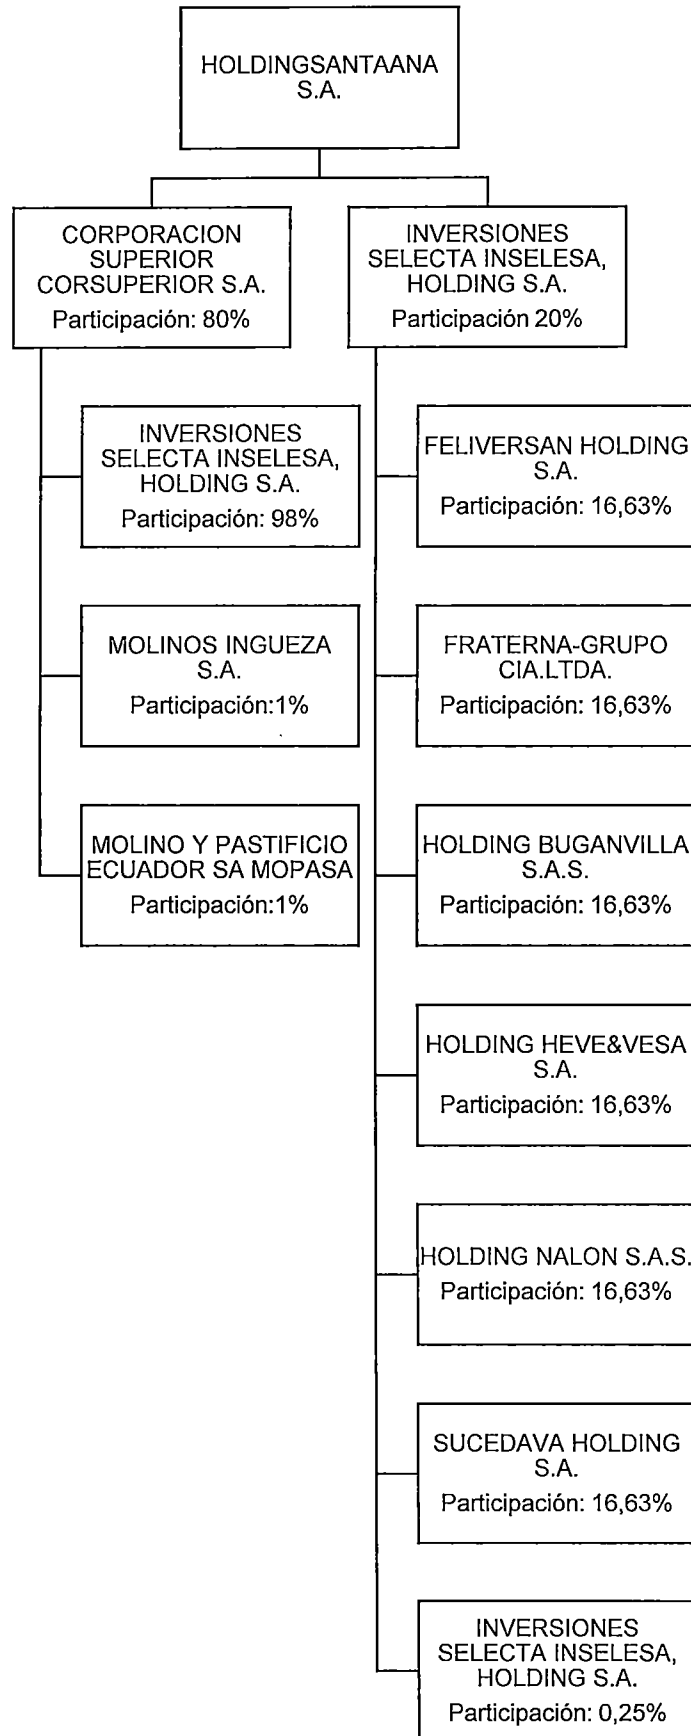 HOLDINGSANTAANA
S.A.
CORPORACION
SUPERIOR
CORSUPERIOR S.A.
Participación: 80%
INVERSIONES
SELECTA INSELESA,
HOLDING S.A.
Participación 20%
INVERSIONES
SELECTA INSELESA,
HOLDING S.A.
Participación: 98%
MOLINOS INGUEZA
S.A.
Participación:1%
MOLINO Y PASTIFICIO
ECUADOR SA MOPASA
Participación:1%
FELIVERSAN HOLDING
S.A.
Participación: 16,63%
FRATERNA-GRUPO
CIA.LTDA.
Participación: 16,63%
HOLDING BUGANVILLA
S.A.S.
Participación: 16,63%
HOLDING HEVE&VESA
S.A.
Participación: 16,63%
HOLDING NALON S.A.S.
Participación: 16,63%
SUCEDAVA HOLDING
S.A.
Participación: 16,63%
INVERSIONES
SELECTA INSELESA,
HOLDING S.A.
Participación: 0,25%